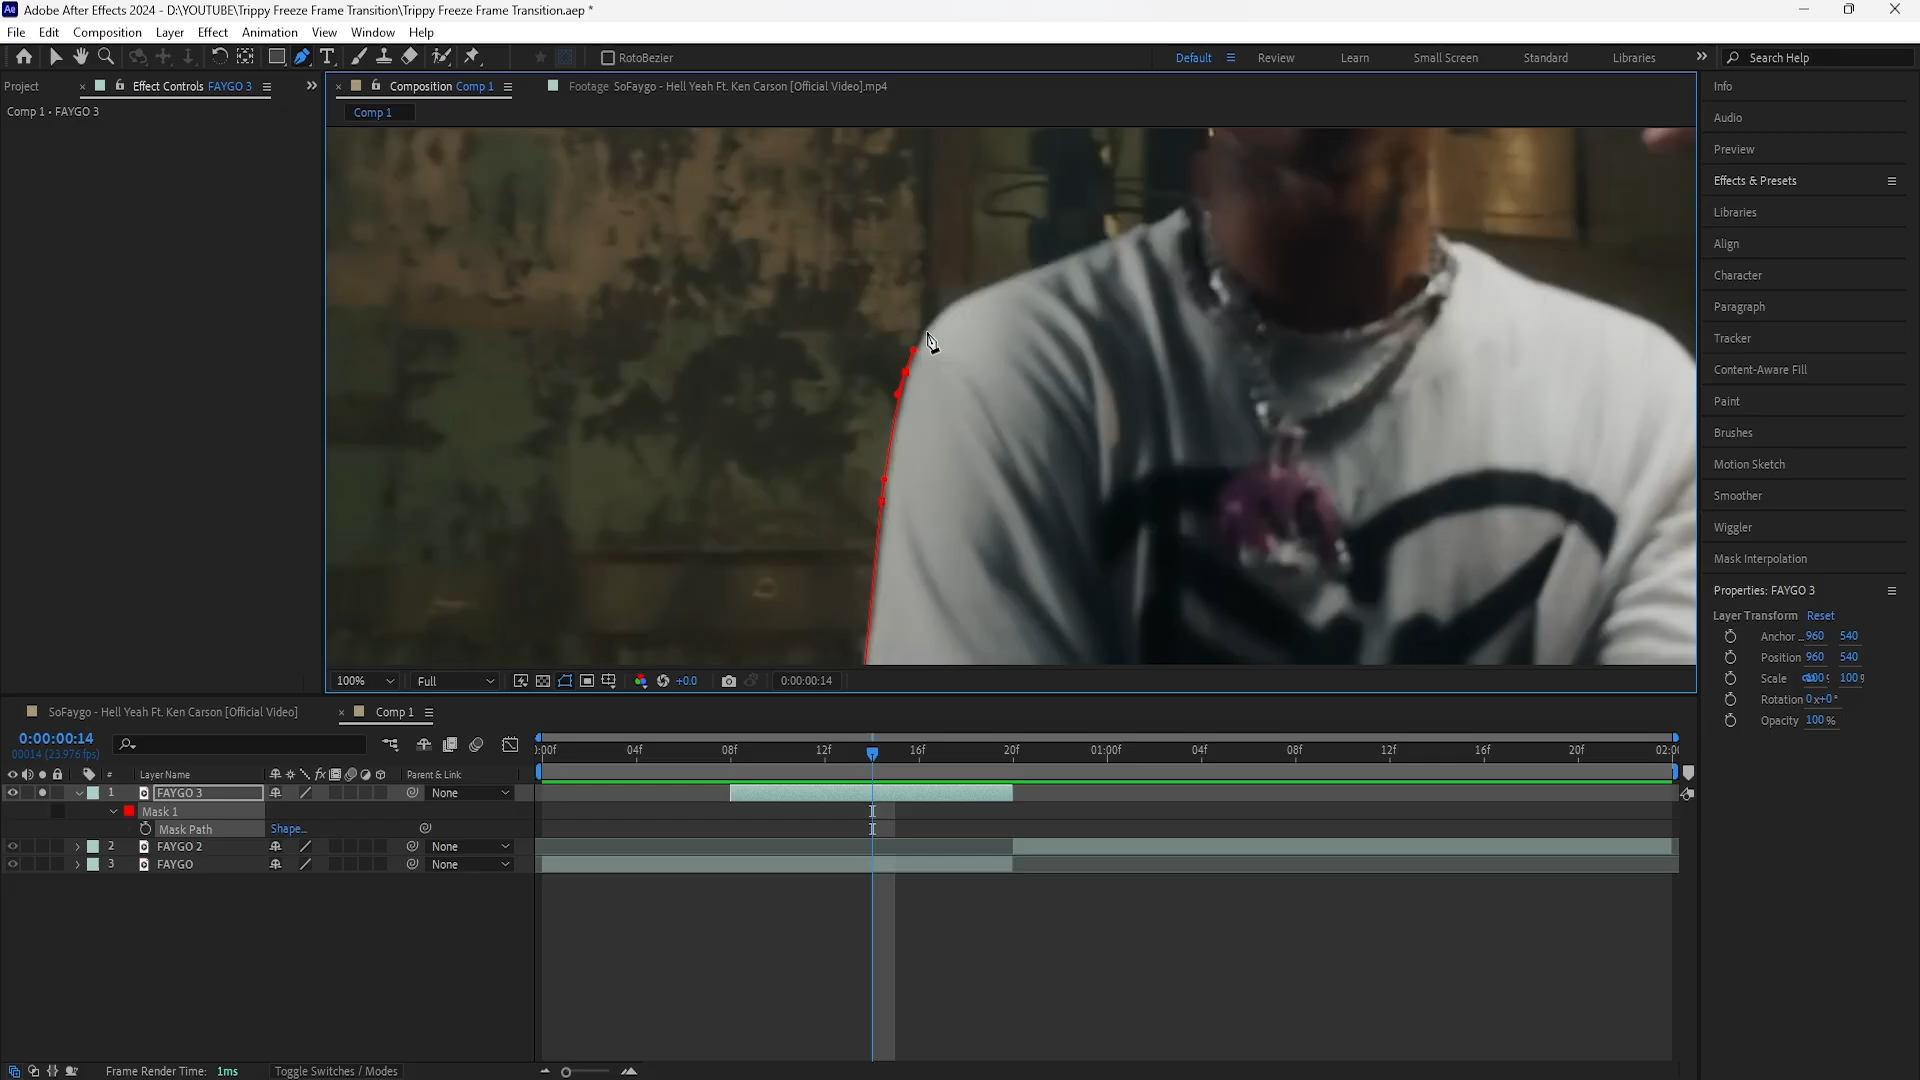 Adobe After Effects 2024 - D:\YOUTUBE\Trippy Freeze Frame Transition\Trippy Freeze Frame Transition.aep *
File Edit Composition Layer Effect Animation View Window Help
RotoBezier Default Review Learn Small Screen Standard Libraries Search Help
Project Effect Controls FAYGO 3 Composition Comp 1 Footage SoFaygo - Hell Yeah Ft. Ken Carson [Official Video].mp4
Comp 1 • FAYGO 3
Comp 1
Info
Audio
Preview
Effects & Presets
Libraries
Align
Character
Paragraph
Tracker
Content-Aware Fill
Paint
Brushes
Motion Sketch
Smoother
Wiggler
Mask Interpolation
Properties: FAYGO 3
Layer Transform Reset
Anchor ... 960 540
Position 960 540
Scale 100 100
Rotation 0x+0°
Opacity 100 %
100% Full +0.0 0:00:00:14
SoFaygo - Hell Yeah Ft. Ken Carson [Official Video] Comp 1
0:00:00:14
00014 (23.976 fps)
:00f 04f 08f 12f 16f 20f 01:00f 04f 08f 12f 16f 20f 02:0
# Layer Name Parent & Link
1 FAYGO 3 None
Mask 1
Mask Path Shape...
2 FAYGO 2 None
3 FAYGO None
Frame Render Time: 1ms Toggle Switches / Modes